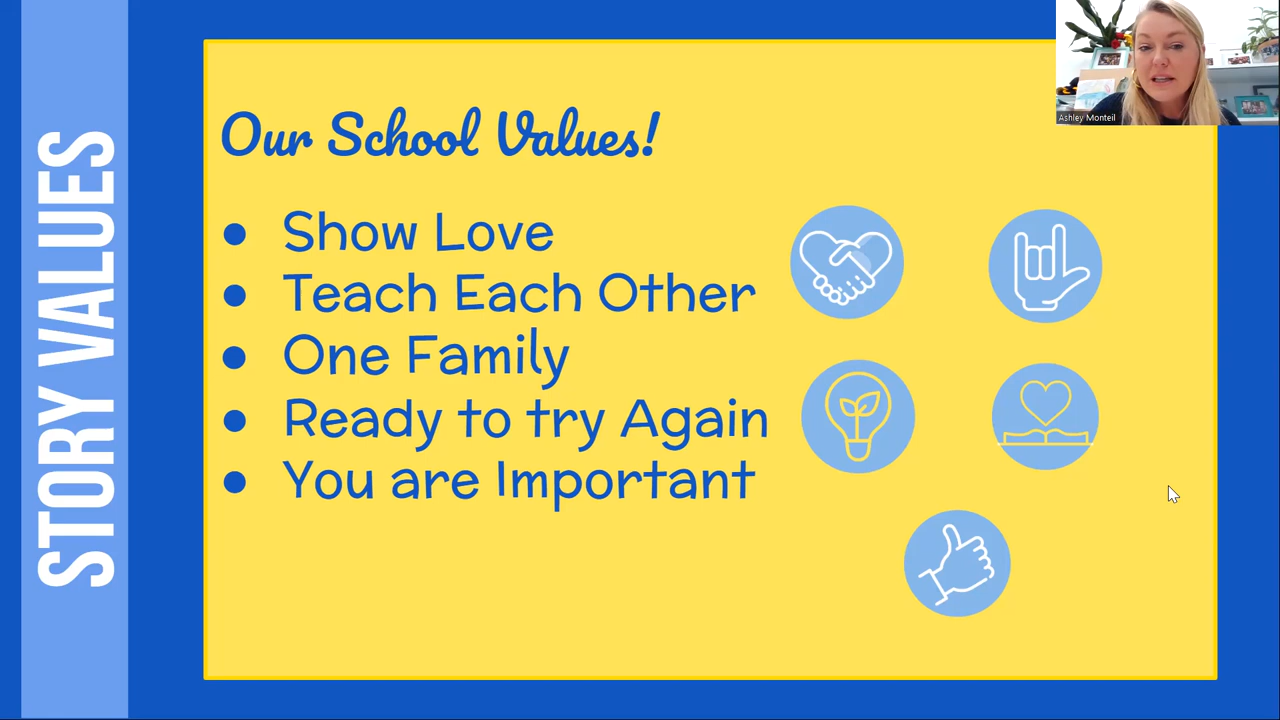 STORY VALUES
Our School Values!
● Show Love
● Teach Each Other
● One Family
● Ready to try Again
● You are Important
Ashley Monteil